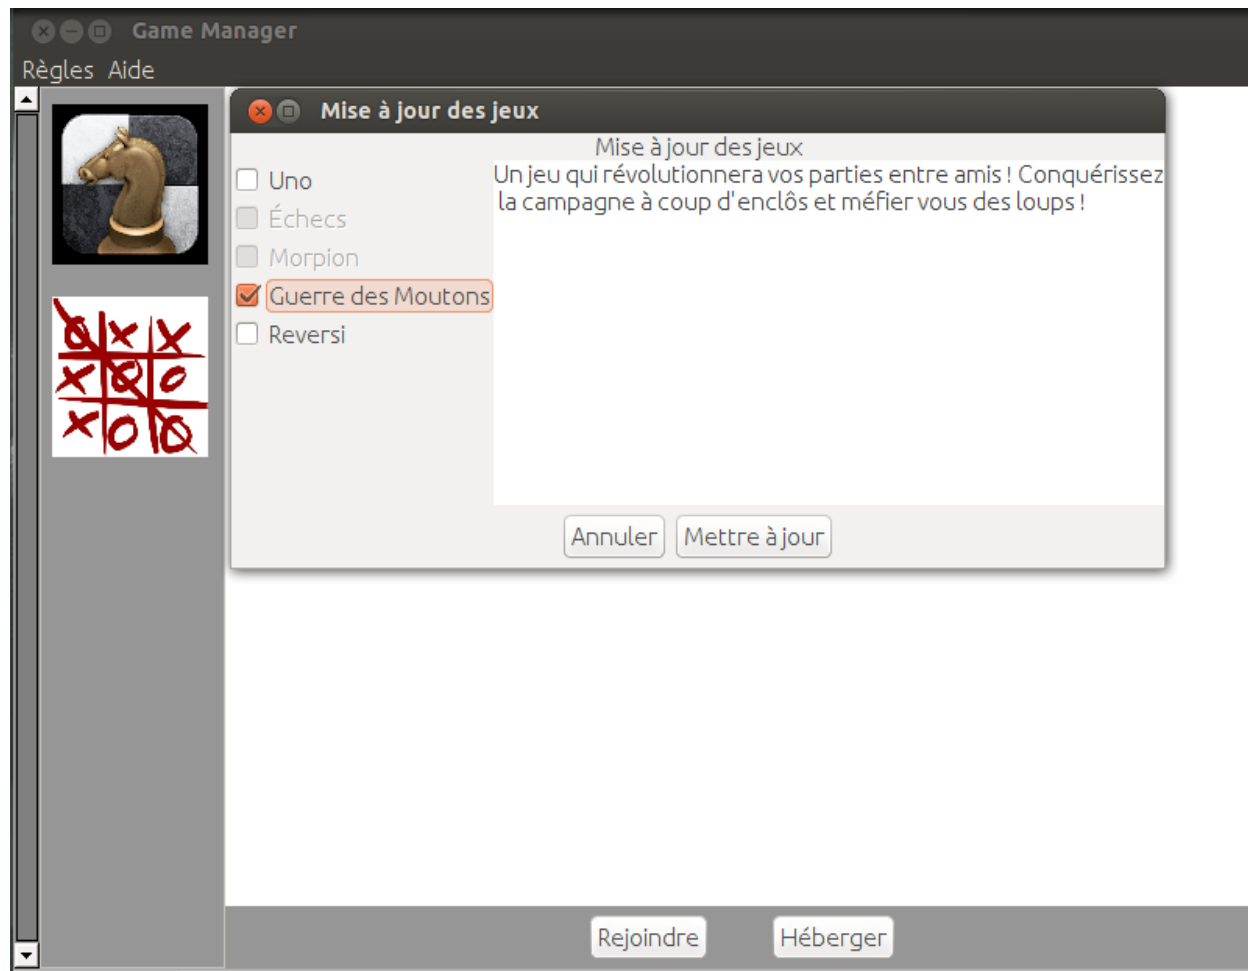 Game Manager
Règles Aide
Mise à jour des jeux
Mise à jour des jeux
Uno
Échecs
Morpion
Guerre des Moutons
Reversi
Un jeu qui révolutionnera vos parties entre amis ! Conquérissez
la campagne à coup d'enclôs et méfier vous des loups !
Annuler Mettre à jour
Rejoindre Héberger